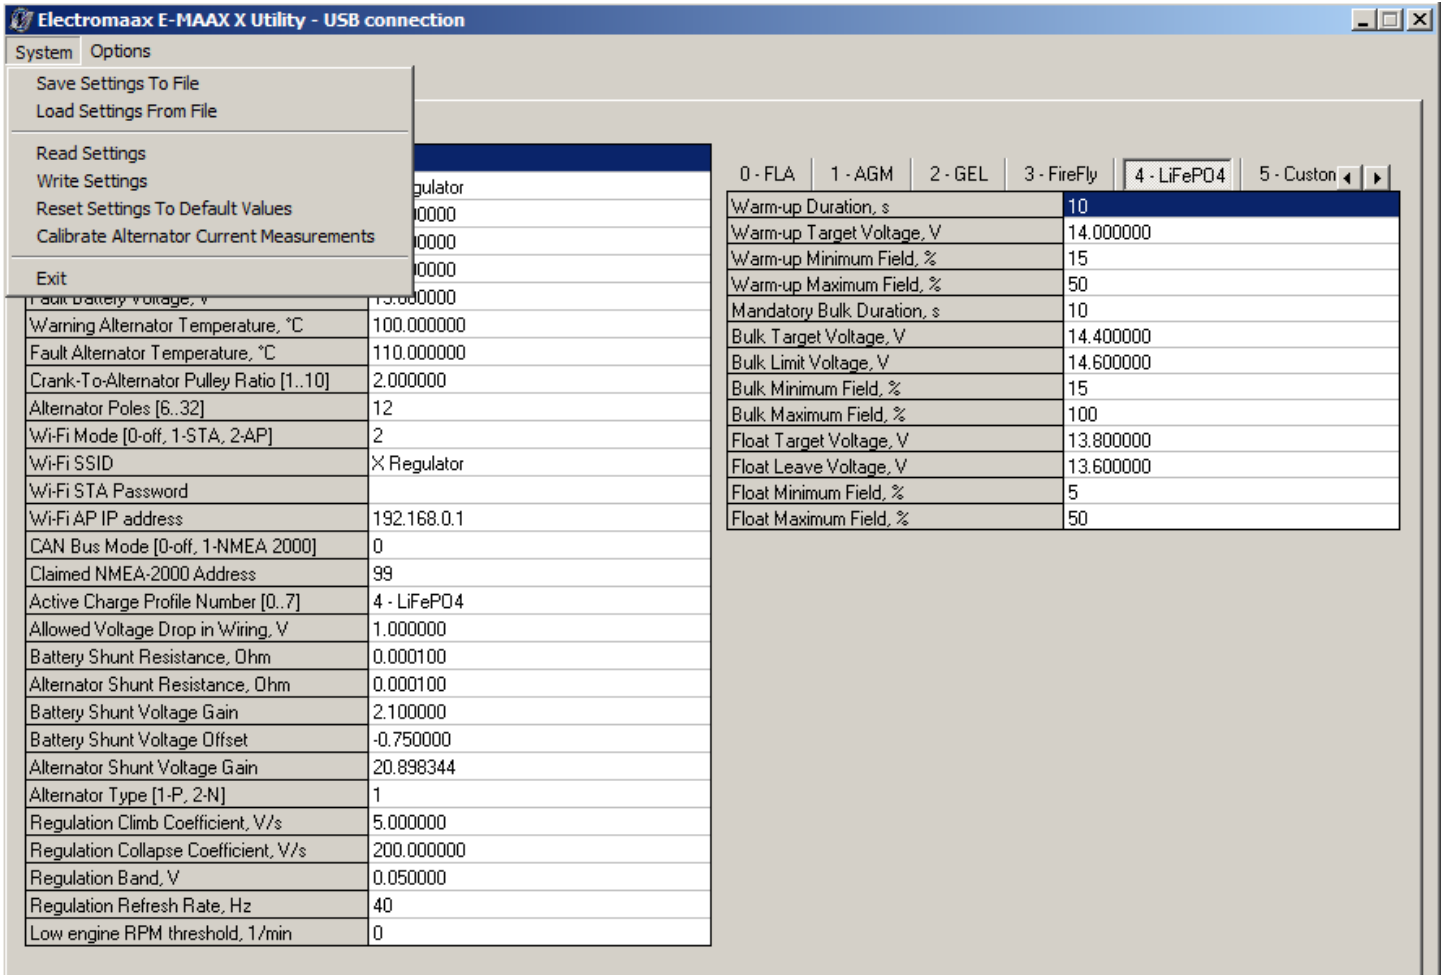 Electromaax E-MAAX X Utility - USB connection
System Options
Save Settings To File
Load Settings From File
Read Settings
Write Settings
Reset Settings To Default Values
Calibrate Alternator Current Measurements
Exit
Fault Battery Voltage, V
Warning Alternator Temperature, °C 100.000000
Fault Alternator Temperature, °C 110.000000
Crank-To-Alternator Pulley Ratio [1..10] 2.000000
Alternator Poles [6..32] 12
Wi-Fi Mode [0-off, 1-STA, 2-AP] 2
Wi-Fi SSID X Regulator
Wi-Fi STA Password
Wi-Fi AP IP address 192.168.0.1
CAN Bus Mode [0-off, 1-NMEA 2000] 0
Claimed NMEA-2000 Address 99
Active Charge Profile Number [0..7] 4 - LiFePO4
Allowed Voltage Drop in Wiring, V 1.000000
Battery Shunt Resistance, Ohm 0.000100
Alternator Shunt Resistance, Ohm 0.000100
Battery Shunt Voltage Gain 2.100000
Battery Shunt Voltage Offset -0.750000
Alternator Shunt Voltage Gain 20.898344
Alternator Type [1-P, 2-N] 1
Regulation Climb Coefficient, V/s 5.000000
Regulation Collapse Coefficient, V/s 200.000000
Regulation Band, V 0.050000
Regulation Refresh Rate, Hz 40
Low engine RPM threshold, 1/min 0
0 - FLA 1 - AGM 2 - GEL 3 - FireFly 4 - LiFePO4 5 - Custon
Warm-up Duration, s 10
Warm-up Target Voltage, V 14.000000
Warm-up Minimum Field, % 15
Warm-up Maximum Field, % 50
Mandatory Bulk Duration, s 10
Bulk Target Voltage, V 14.400000
Bulk Limit Voltage, V 14.600000
Bulk Minimum Field, % 15
Bulk Maximum Field, % 100
Float Target Voltage, V 13.800000
Float Leave Voltage, V 13.600000
Float Minimum Field, % 5
Float Maximum Field, % 50